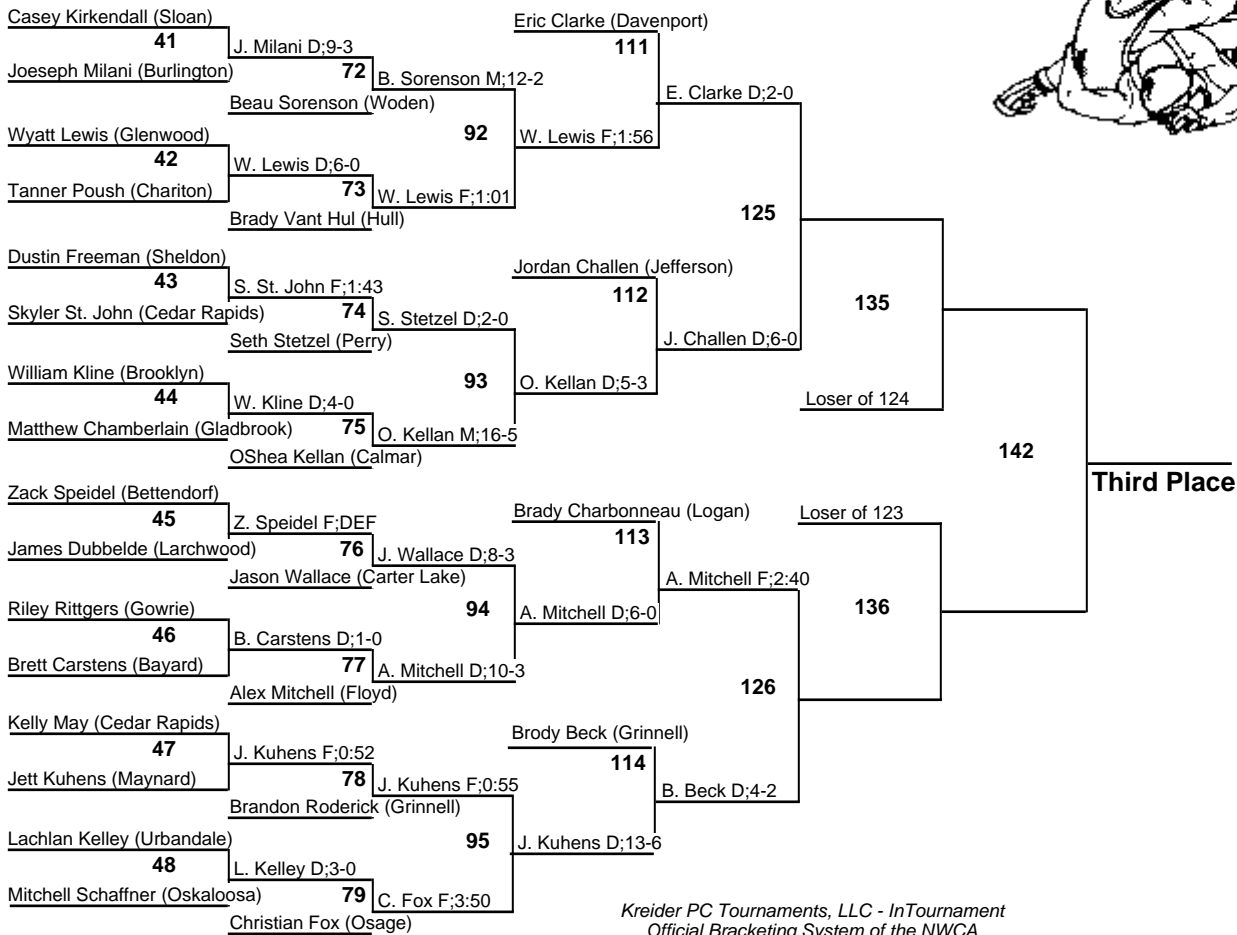 Casey Kirkendall (Sloan)
41
J. Milani D;9-3
Joeseph Milani (Burlington)
72
B. Sorenson M;12-2
Beau Sorenson (Woden)
Wyatt Lewis (Glenwood)
42
W. Lewis D;6-0
Tanner Poush (Chariton)
73
W. Lewis F;1:01
Brady Vant Hul (Hull)
92
W. Lewis F;1:56
Eric Clarke (Davenport)
111
E. Clarke D;2-0
Dustin Freeman (Sheldon)
43
S. St. John F;1:43
Skyler St. John (Cedar Rapids)
74
S. Stetzel D;2-0
Seth Stetzel (Perry)
William Kline (Brooklyn)
44
W. Kline D;4-0
Matthew Chamberlain (Gladbrook)
75
O. Kellan M;16-5
OShea Kellan (Calmar)
93
O. Kellan D;5-3
Jordan Challen (Jefferson)
112
J. Challen D;6-0
125
135
Loser of 124
Zack Speidel (Bettendorf)
45
Z. Speidel F;DEF
James Dubbelde (Larchwood)
76
J. Wallace D;8-3
Jason Wallace (Carter Lake)
Riley Rittgers (Gowrie)
46
B. Carstens D;1-0
Brett Carstens (Bayard)
77
A. Mitchell D;10-3
Alex Mitchell (Floyd)
94
A. Mitchell D;6-0
Brady Charbonneau (Logan)
113
A. Mitchell F;2:40
Kelly May (Cedar Rapids)
47
J. Kuhens F;0:52
Jett Kuhens (Maynard)
78
J. Kuhens F;0:55
Brandon Roderick (Grinnell)
Lachlan Kelley (Urbandale)
48
L. Kelley D;3-0
Mitchell Schaffner (Oskaloosa)
79
C. Fox F;3:50
Christian Fox (Osage)
95
J. Kuhens D;13-6
Brody Beck (Grinnell)
114
B. Beck D;4-2
126
Loser of 123
136
142
Third Place
Kreider PC Tournaments, LLC - InTournament
Official Bracketing System of the NWCA